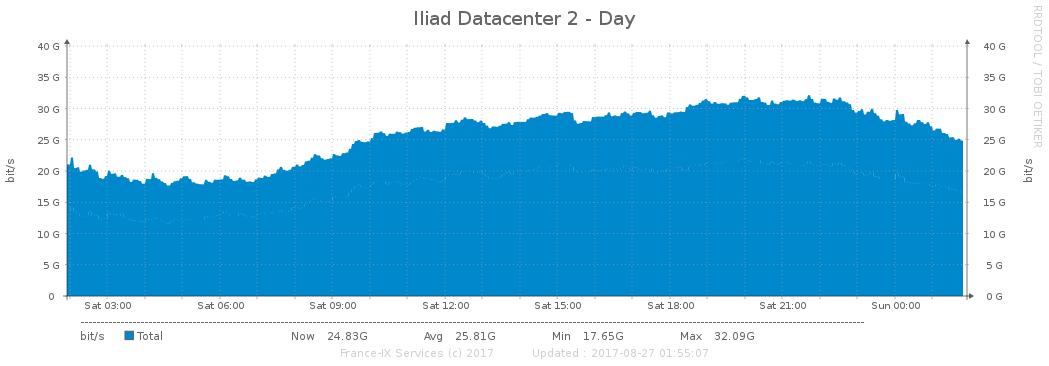 Iliad Datacenter 2 - Day
RRDTOOL / TOBI OETIKER
40 G 40 G
35 G 35 G
30 G 30 G
25 G 25 G
20 G 20 G
15 G 15 G
10 G 10 G
5 G 5 G
0 0 G
bit/s
bit/s
Sat 03:00 Sat 06:00 Sat 09:00 Sat 12:00 Sat 15:00 Sat 18:00 Sat 21:00 Sun 00:00
bit/s Total Now 24.83G Avg 25.81G Min 17.65G Max 32.09G
France-IX Services (c) 2017 Updated : 2017-08-27 01:55:07